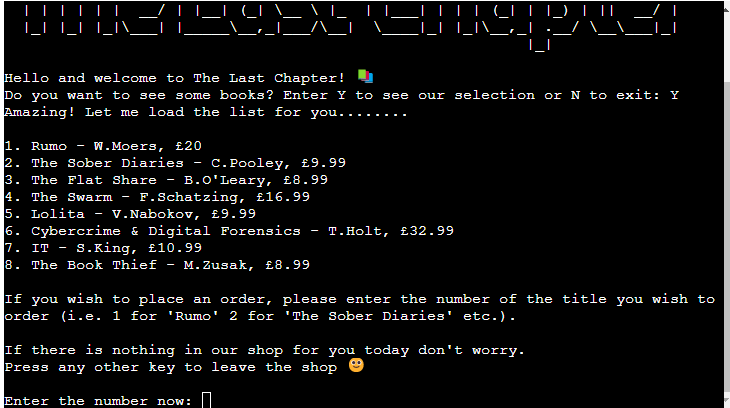 Hello and welcome to The Last Chapter! 📚
Do you want to see some books? Enter Y to see our selection or N to exit: Y
Amazing! Let me load the list for you........
1. Rumo - W.Moers, £20
2. The Sober Diaries - C.Pooley, £9.99
3. The Flat Share - B.O'Leary, £8.99
4. The Swarm - F.Schatzing, £16.99
5. Lolita - V.Nabokov, £9.99
6. Cybercrime & Digital Forensics - T.Holt, £32.99
7. IT - S.King, £10.99
8. The Book Thief - M.Zusak, £8.99
If you wish to place an order, please enter the number of the title you wish to
order (i.e. 1 for 'Rumo' 2 for 'The Sober Diaries' etc.).
If there is nothing in our shop for you today don't worry.
Press any other key to leave the shop 🙂
Enter the number now: